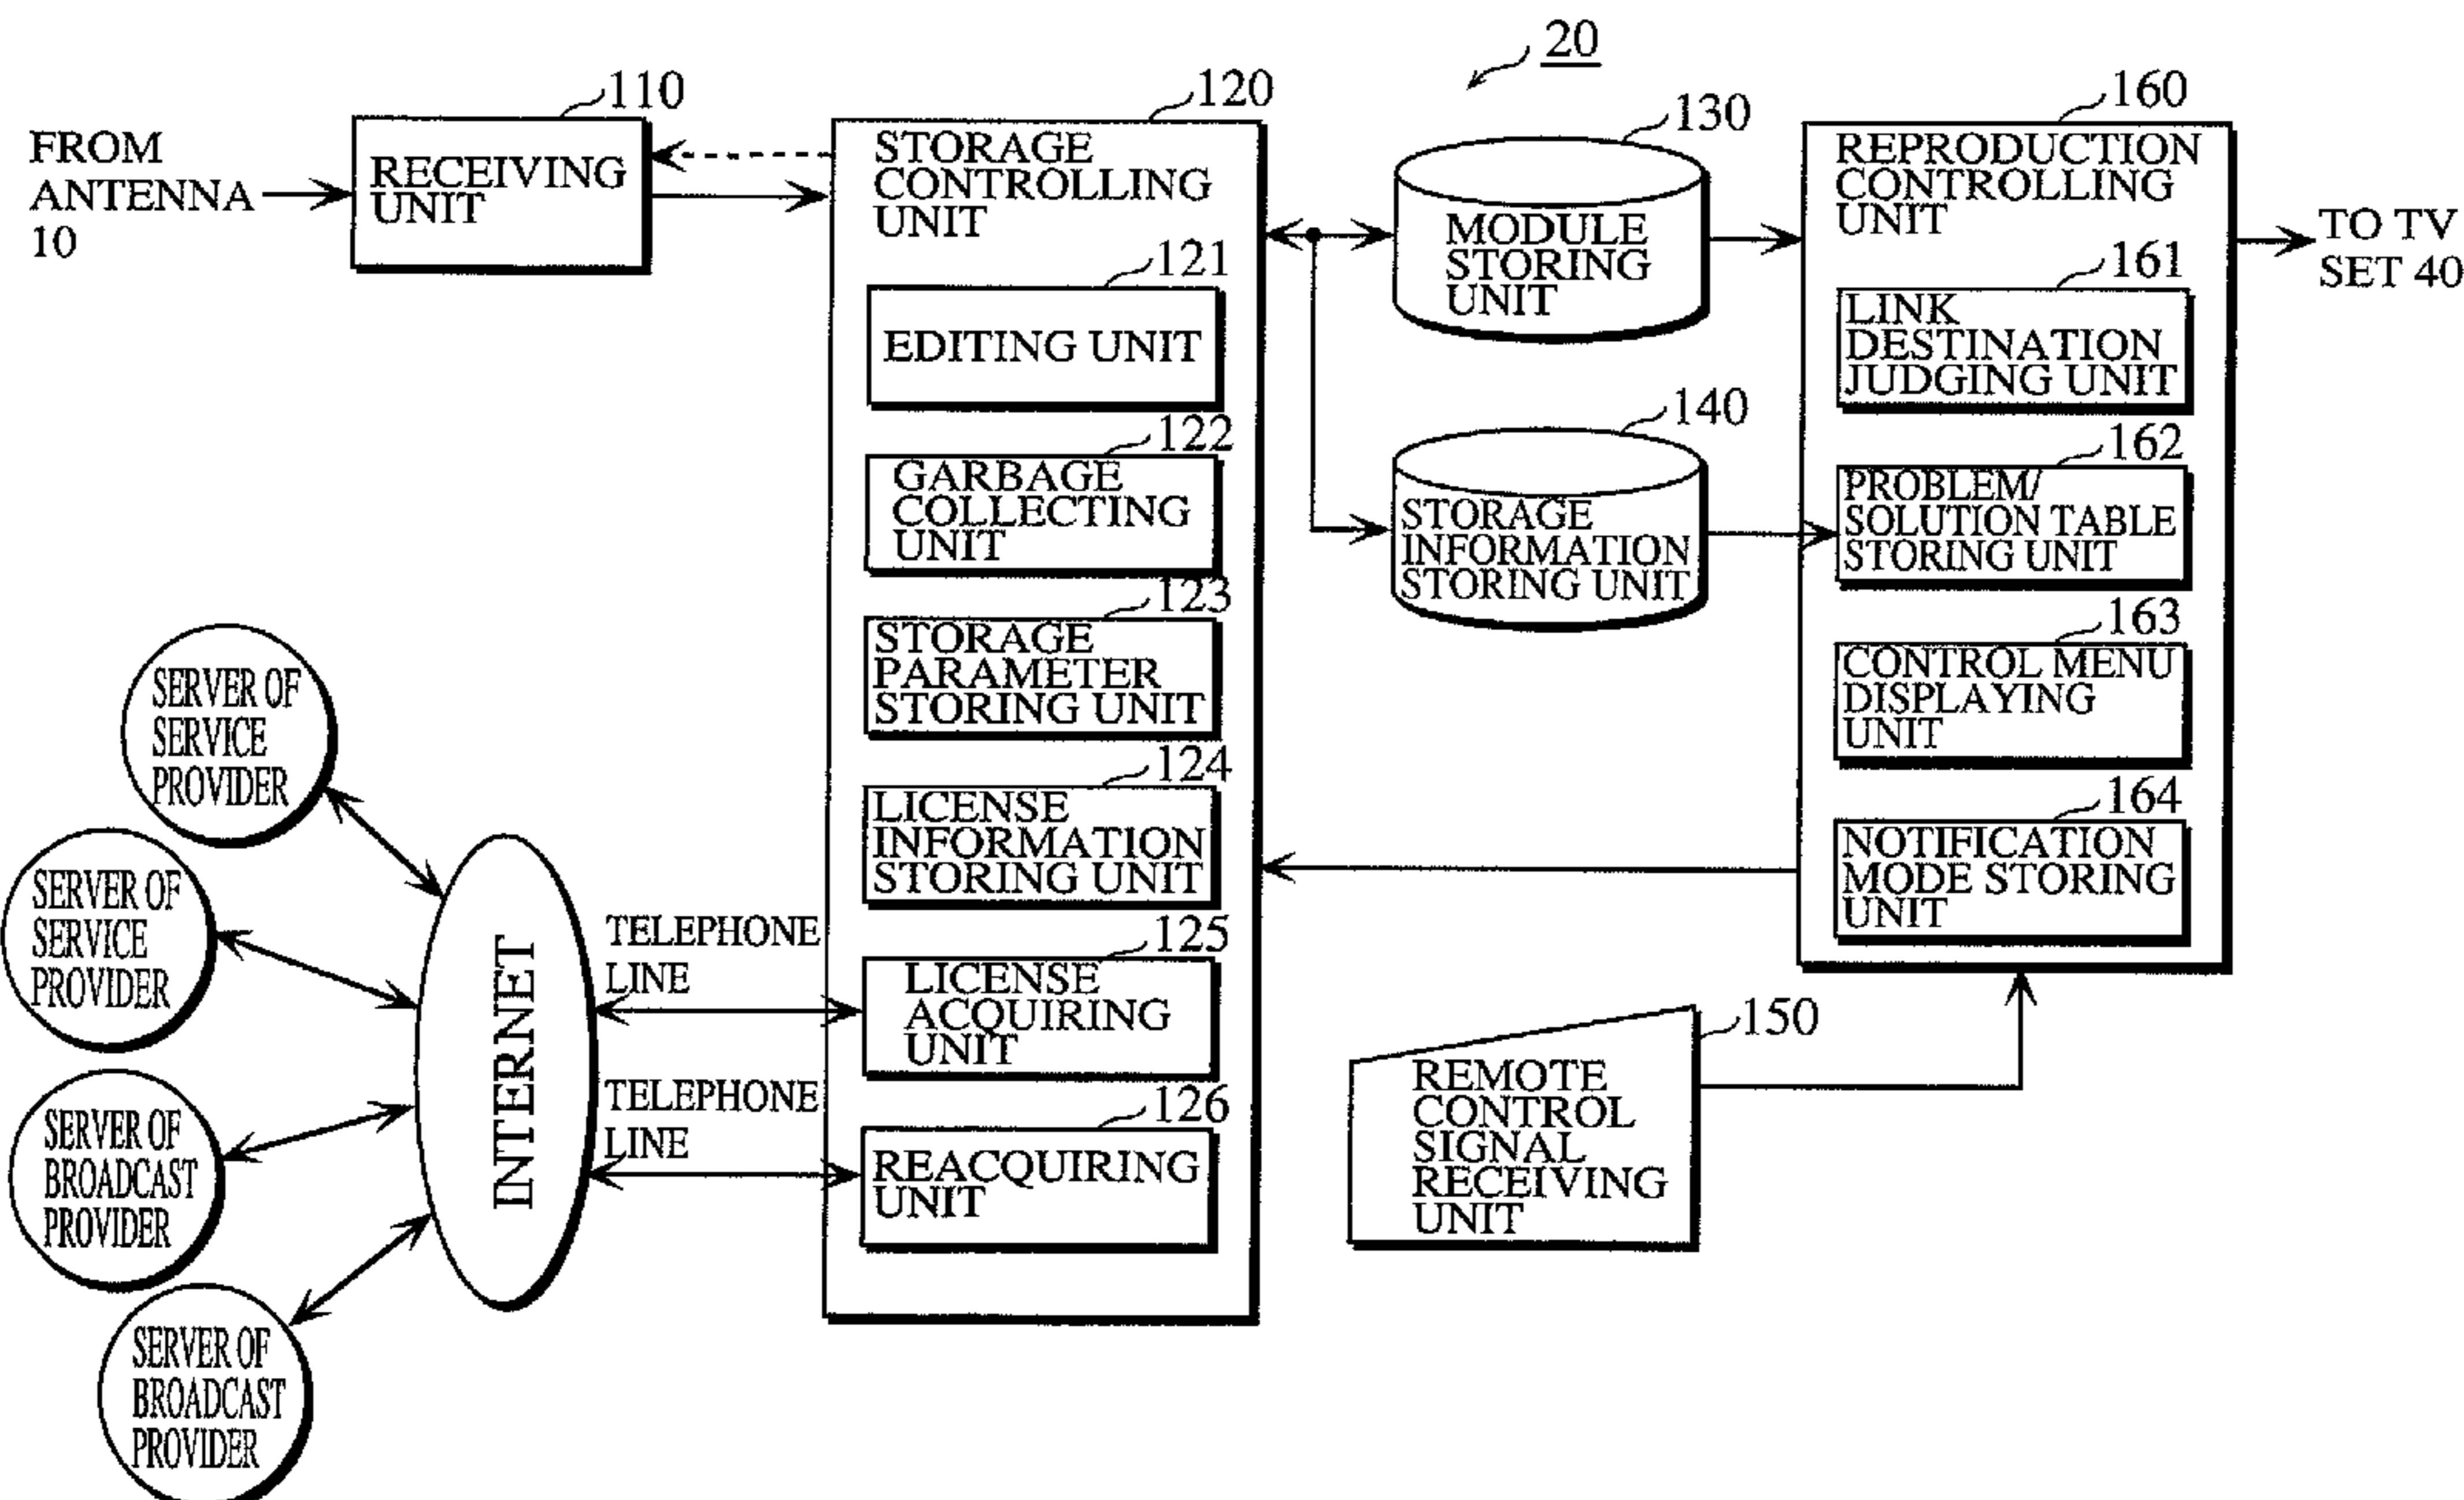 20
FROM
ANTENNA
10
110
RECEIVING
UNIT
120
STORAGE
CONTROLLING
UNIT
121
EDITING UNIT
122
GARBAGE
COLLECTING
UNIT
123
STORAGE
PARAMETER
STORING UNIT
124
LICENSE
INFORMATION
STORING UNIT
125
LICENSE
ACQUIRING
UNIT
126
REACQUIRING
UNIT
130
MODULE
STORING
UNIT
140
STORAGE
INFORMATION
STORING UNIT
160
REPRODUCTION
CONTROLLING
UNIT
161
LINK
DESTINATION
JUDGING UNIT
162
PROBLEM/
SOLUTION TABLE
STORING UNIT
163
CONTROL MENU
DISPLAYING
UNIT
164
NOTIFICATION
MODE STORING
UNIT
TO TV
SET 40
150
REMOTE
CONTROL
SIGNAL
RECEIVING
UNIT
SERVER OF
SERVICE
PROVIDER
SERVER OF
SERVICE
PROVIDER
SERVER OF
BROADCAST
PROVIDER
SERVER OF
BROADCAST
PROVIDER
INTERNET
TELEPHONE
LINE
TELEPHONE
LINE